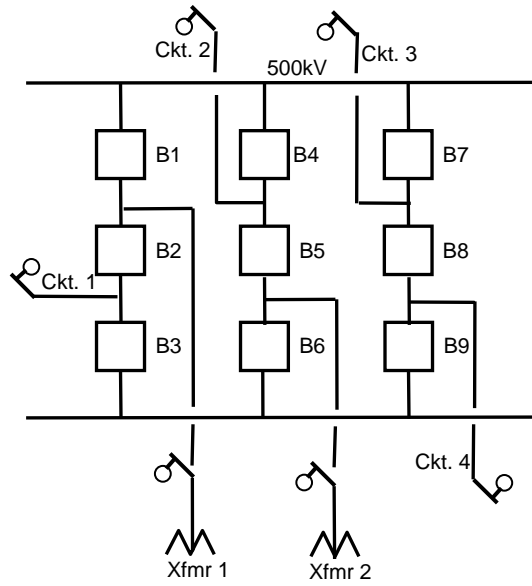 Ckt. 2
Ckt. 3
500kV
B1
B4
B7
B2
B5
B8
Ckt. 1
B3
B6
B9
Ckt. 4
Xfmr 1
Xfmr 2